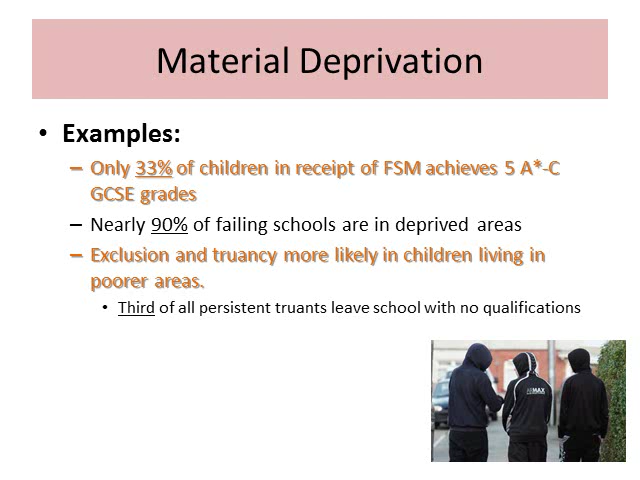 Material Deprivation
• Examples:
– Only 33% of children in receipt of FSM achieves 5 A*-C
GCSE grades
– Nearly 90% of failing schools are in deprived areas
– Exclusion and truancy more likely in children living in
poorer areas.
• Third of all persistent truants leave school with no qualifications